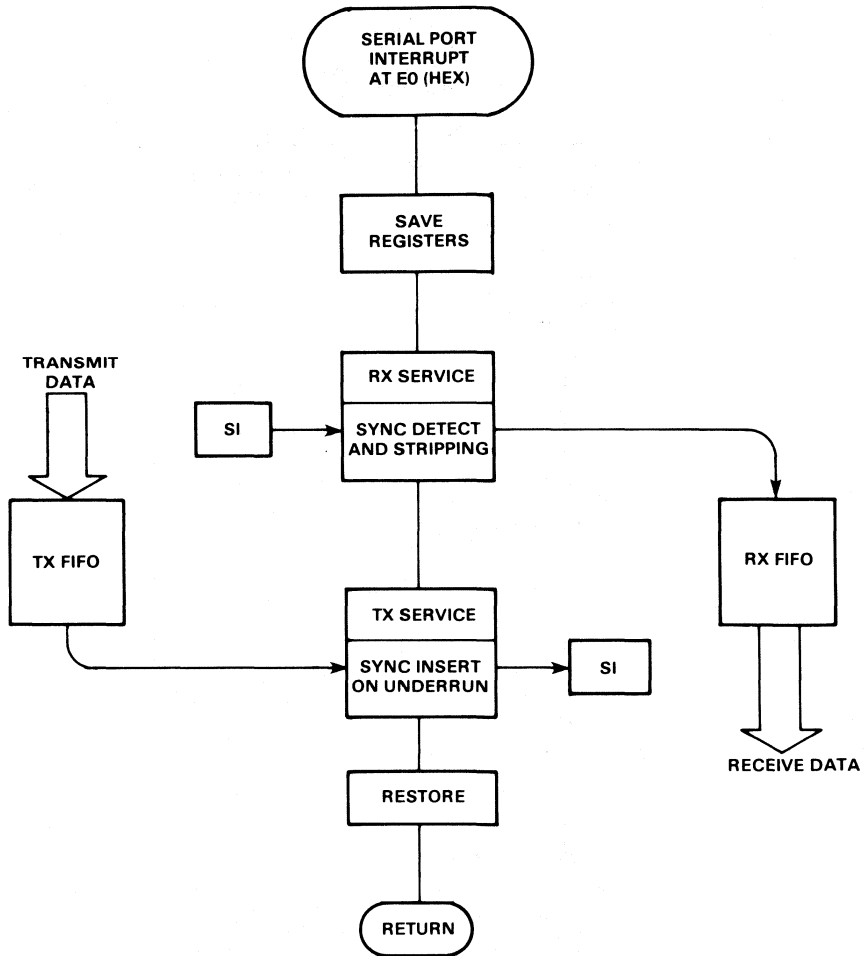 SERIAL PORT
INTERRUPT
AT E0 (HEX)
SAVE
REGISTERS
TRANSMIT
DATA
RX SERVICE
SI
SYNC DETECT
AND STRIPPING
TX FIFO
RX FIFO
TX SERVICE
SYNC INSERT
ON UNDERRUN
SI
RECEIVE DATA
RESTORE
RETURN